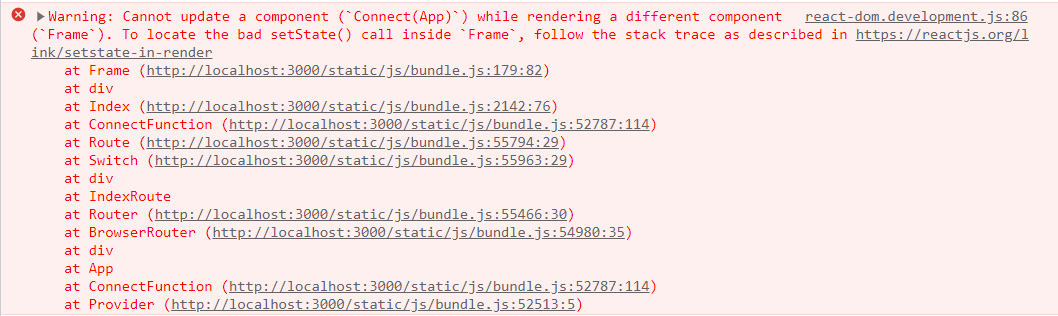 Warning: Cannot update a component (`Connect(App)`) while rendering a different component react-dom.development.js:86
(`Frame`). To locate the bad setState() call inside `Frame`, follow the stack trace as described in https://reactjs.org/l
ink/setstate-in-render
at Frame (http://localhost:3000/static/js/bundle.js:179:82)
at div
at Index (http://localhost:3000/static/js/bundle.js:2142:76)
at ConnectFunction (http://localhost:3000/static/js/bundle.js:52787:114)
at Route (http://localhost:3000/static/js/bundle.js:55794:29)
at Switch (http://localhost:3000/static/js/bundle.js:55963:29)
at div
at IndexRoute
at Router (http://localhost:3000/static/js/bundle.js:55466:30)
at BrowserRouter (http://localhost:3000/static/js/bundle.js:54980:35)
at div
at App
at ConnectFunction (http://localhost:3000/static/js/bundle.js:52787:114)
at Provider (http://localhost:3000/static/js/bundle.js:52513:5)